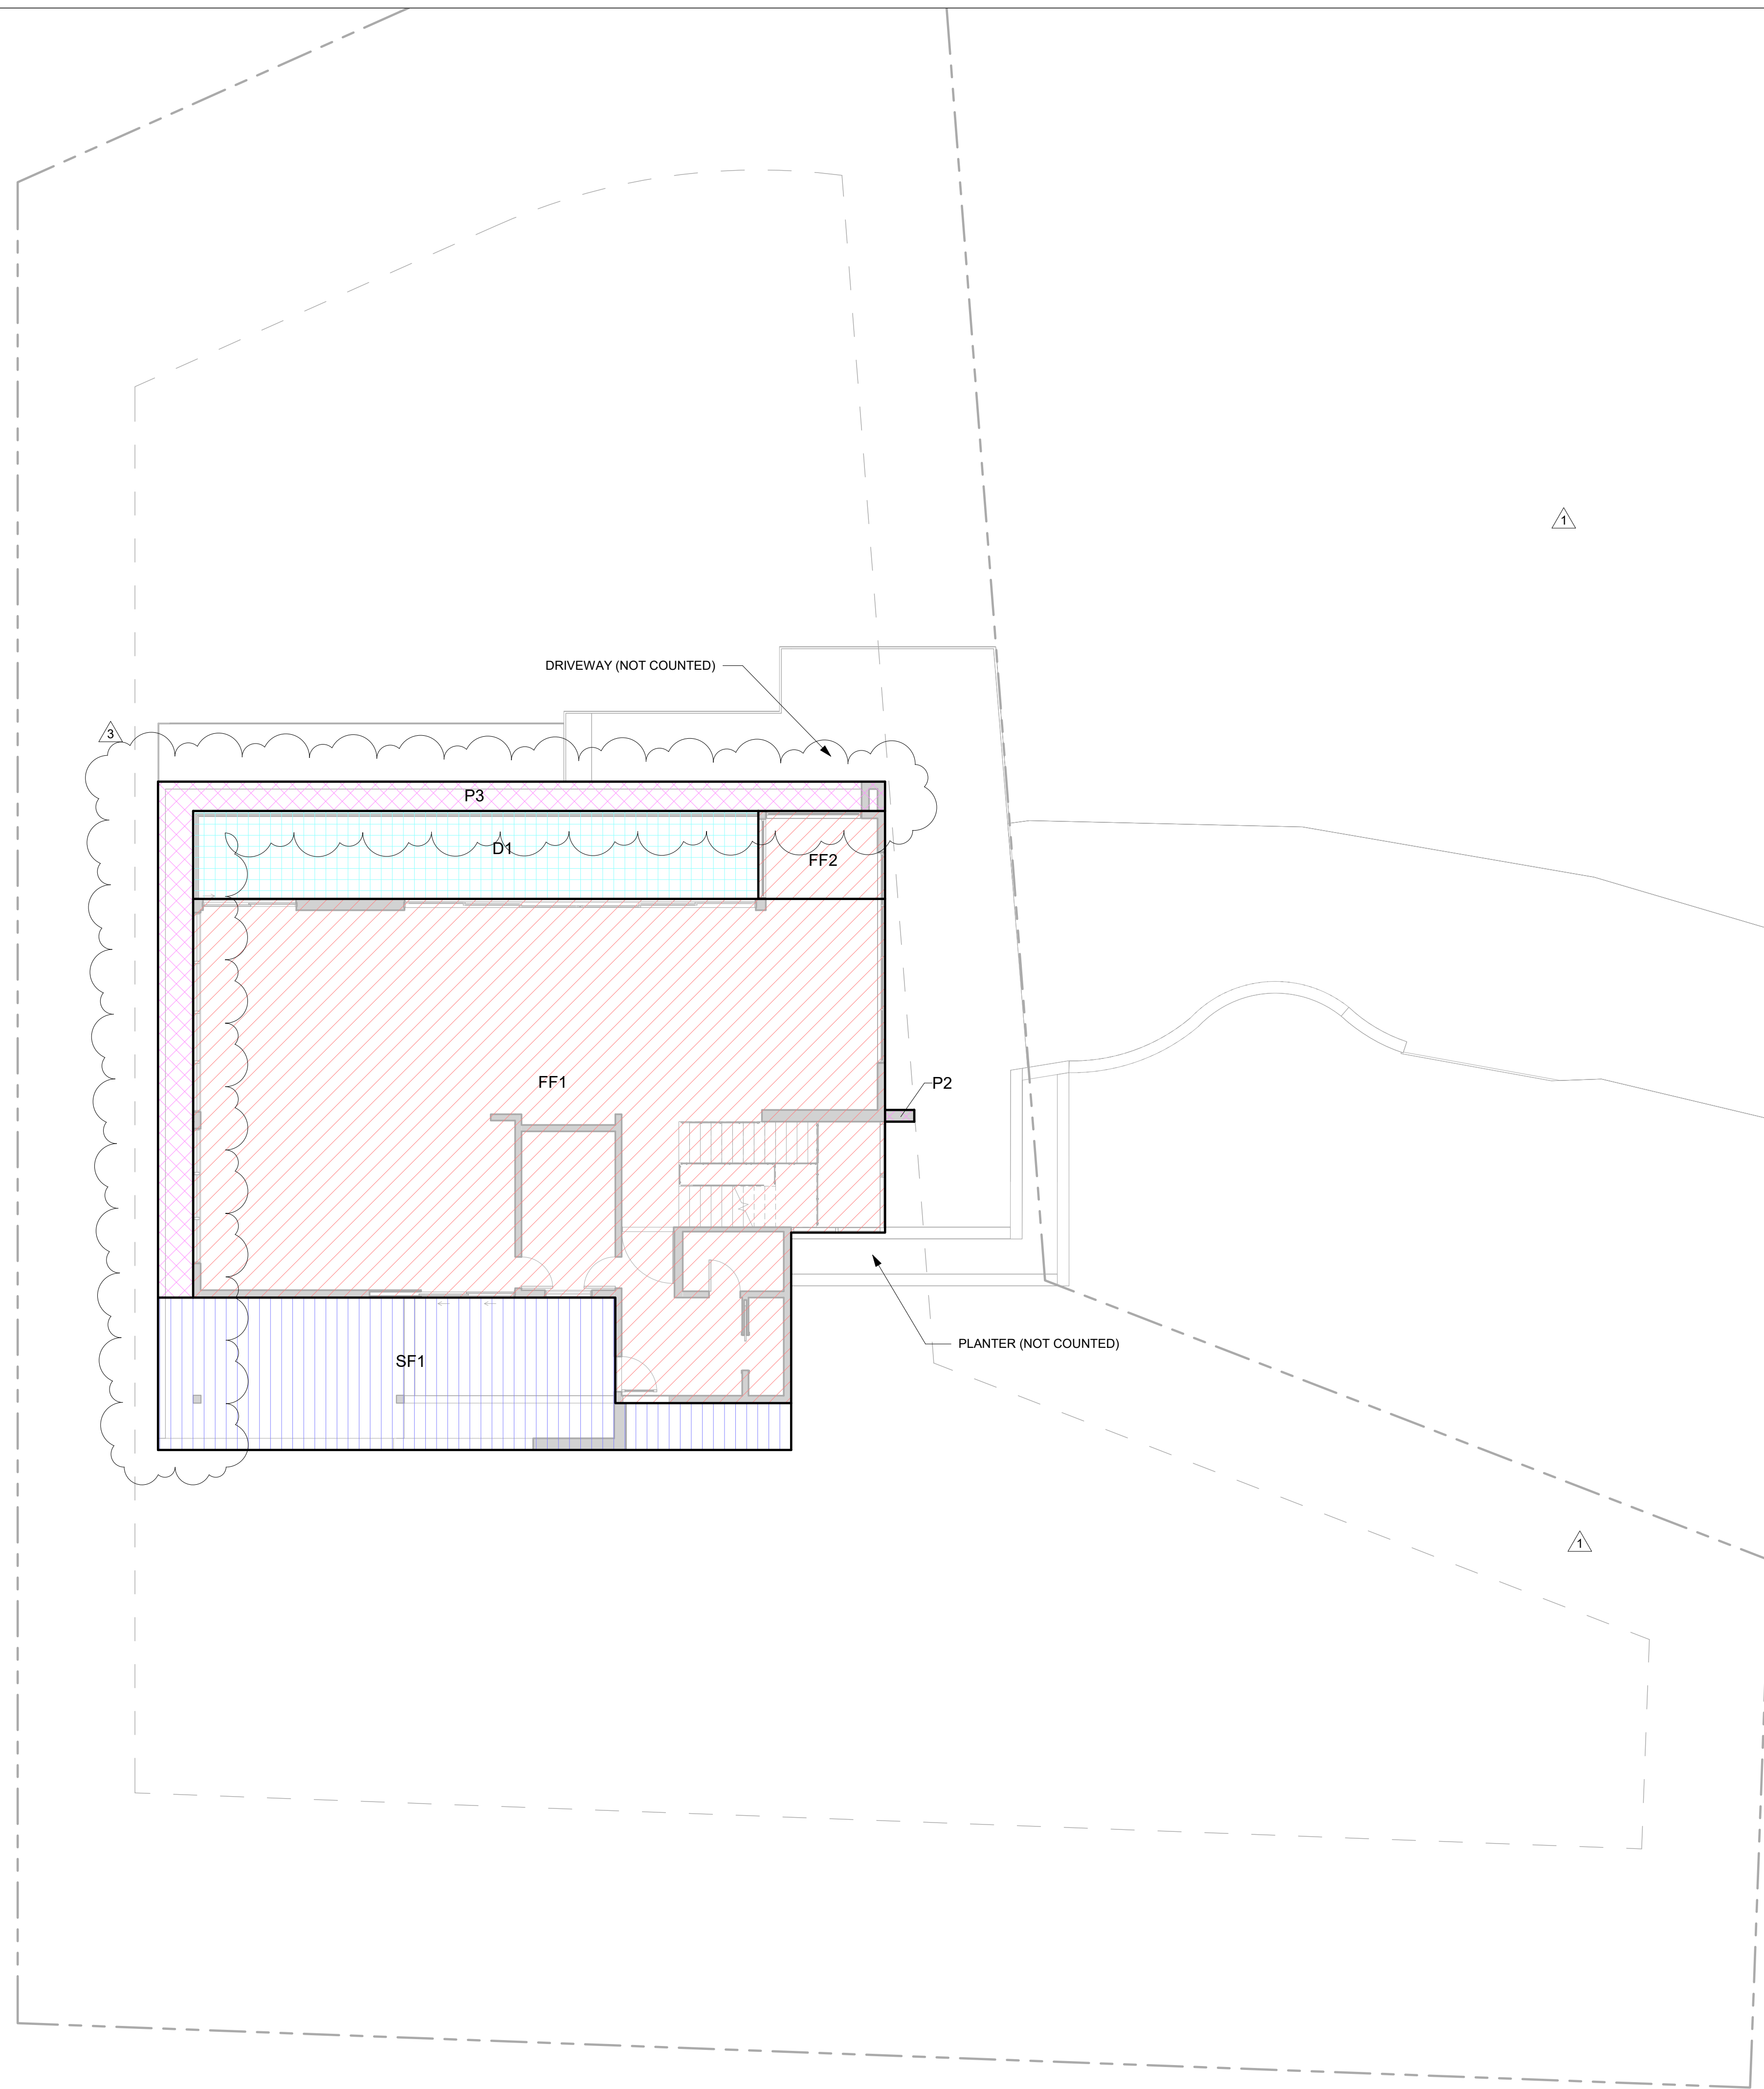 1
DRIVEWAY (NOT COUNTED)
3
P3
D1
FF2
FF1
P2
PLANTER (NOT COUNTED)
SF1
1